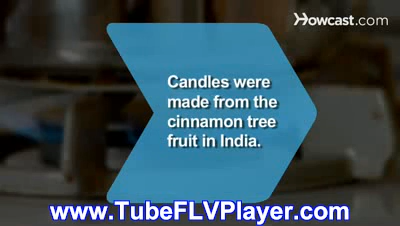 Howcast.com
Candles were
made from the
cinnamon tree
fruit in India.
www.TubeFLVPlayer.com